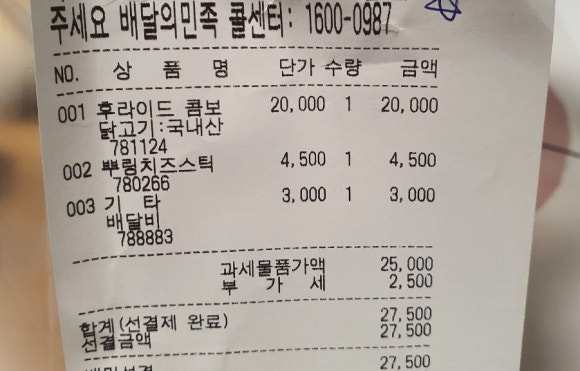 주세요 배달의민족 콜센터: 1600-0987
NO. 상 품 명 단가 수량 금액
001 후라이드 콤보 20,000 1 20,000
닭고기:국내산
781124
002 뿌링치즈스틱 4,500 1 4,500
780266
003 기 타 3,000 1 3,000
배달비
788883
과세물품가액 25,000
부 가 세 2,500
합계(선결제 완료) 27,500
선결금액 27,500
27,500